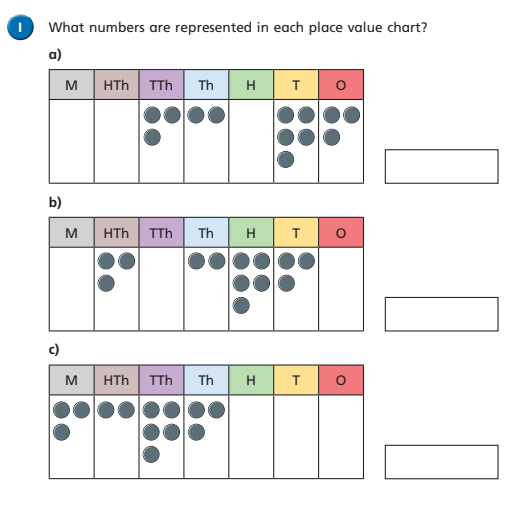 1 What numbers are represented in each place value chart?
a)
M HTh TTh Th H T O
b)
M HTh TTh Th H T O
c)
M HTh TTh Th H T O